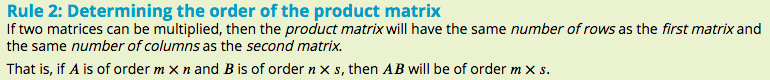 Rule 2: Determining the order of the product matrix
If two matrices can be multiplied, then the product matrix will have the same number of rows as the first matrix and
the same number of columns as the second matrix.
That is, if A is of order m × n and B is of order n × s, then AB will be of order m × s.